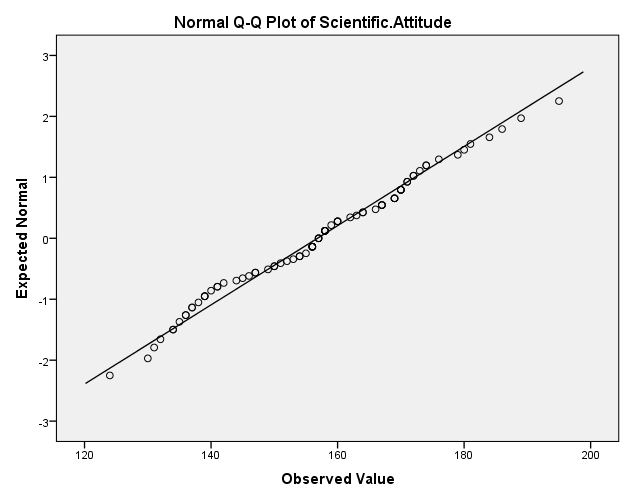 Normal Q-Q Plot of Scientific.Attitude
3
2
1
0
-1
-2
-3
Expected Normal
120 140 160 180 200
Observed Value